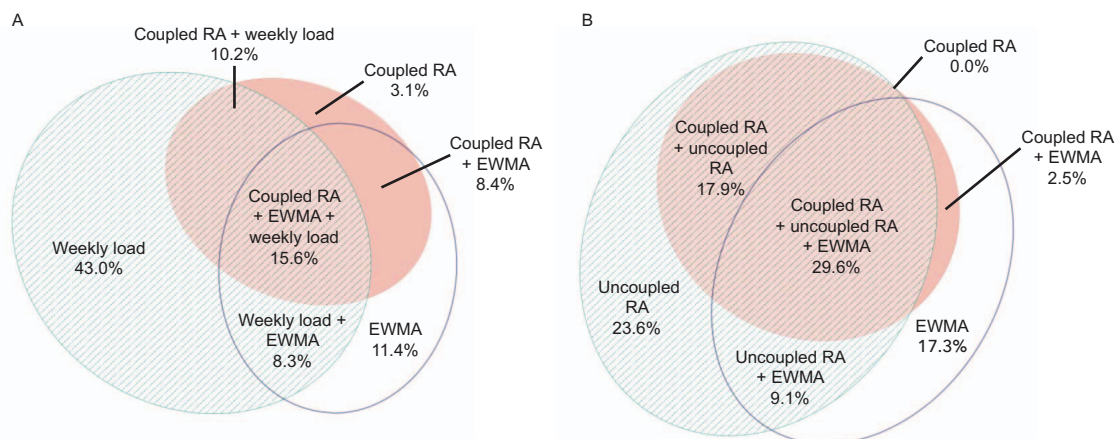 A
Coupled RA + weekly load
10.2%
Coupled RA
3.1%
Coupled RA
+ EWMA
8.4%
Coupled RA
+ EWMA +
weekly load
15.6%
Weekly load
43.0%
Weekly load +
EWMA
8.3%
EWMA
11.4%
B
Coupled RA
0.0%
Coupled RA
+ uncoupled
RA
17.9%
Coupled RA
+ EWMA
2.5%
Coupled RA
+ uncoupled RA
+ EWMA
29.6%
Uncoupled
RA
23.6%
EWMA
17.3%
Uncoupled RA
+ EWMA
9.1%